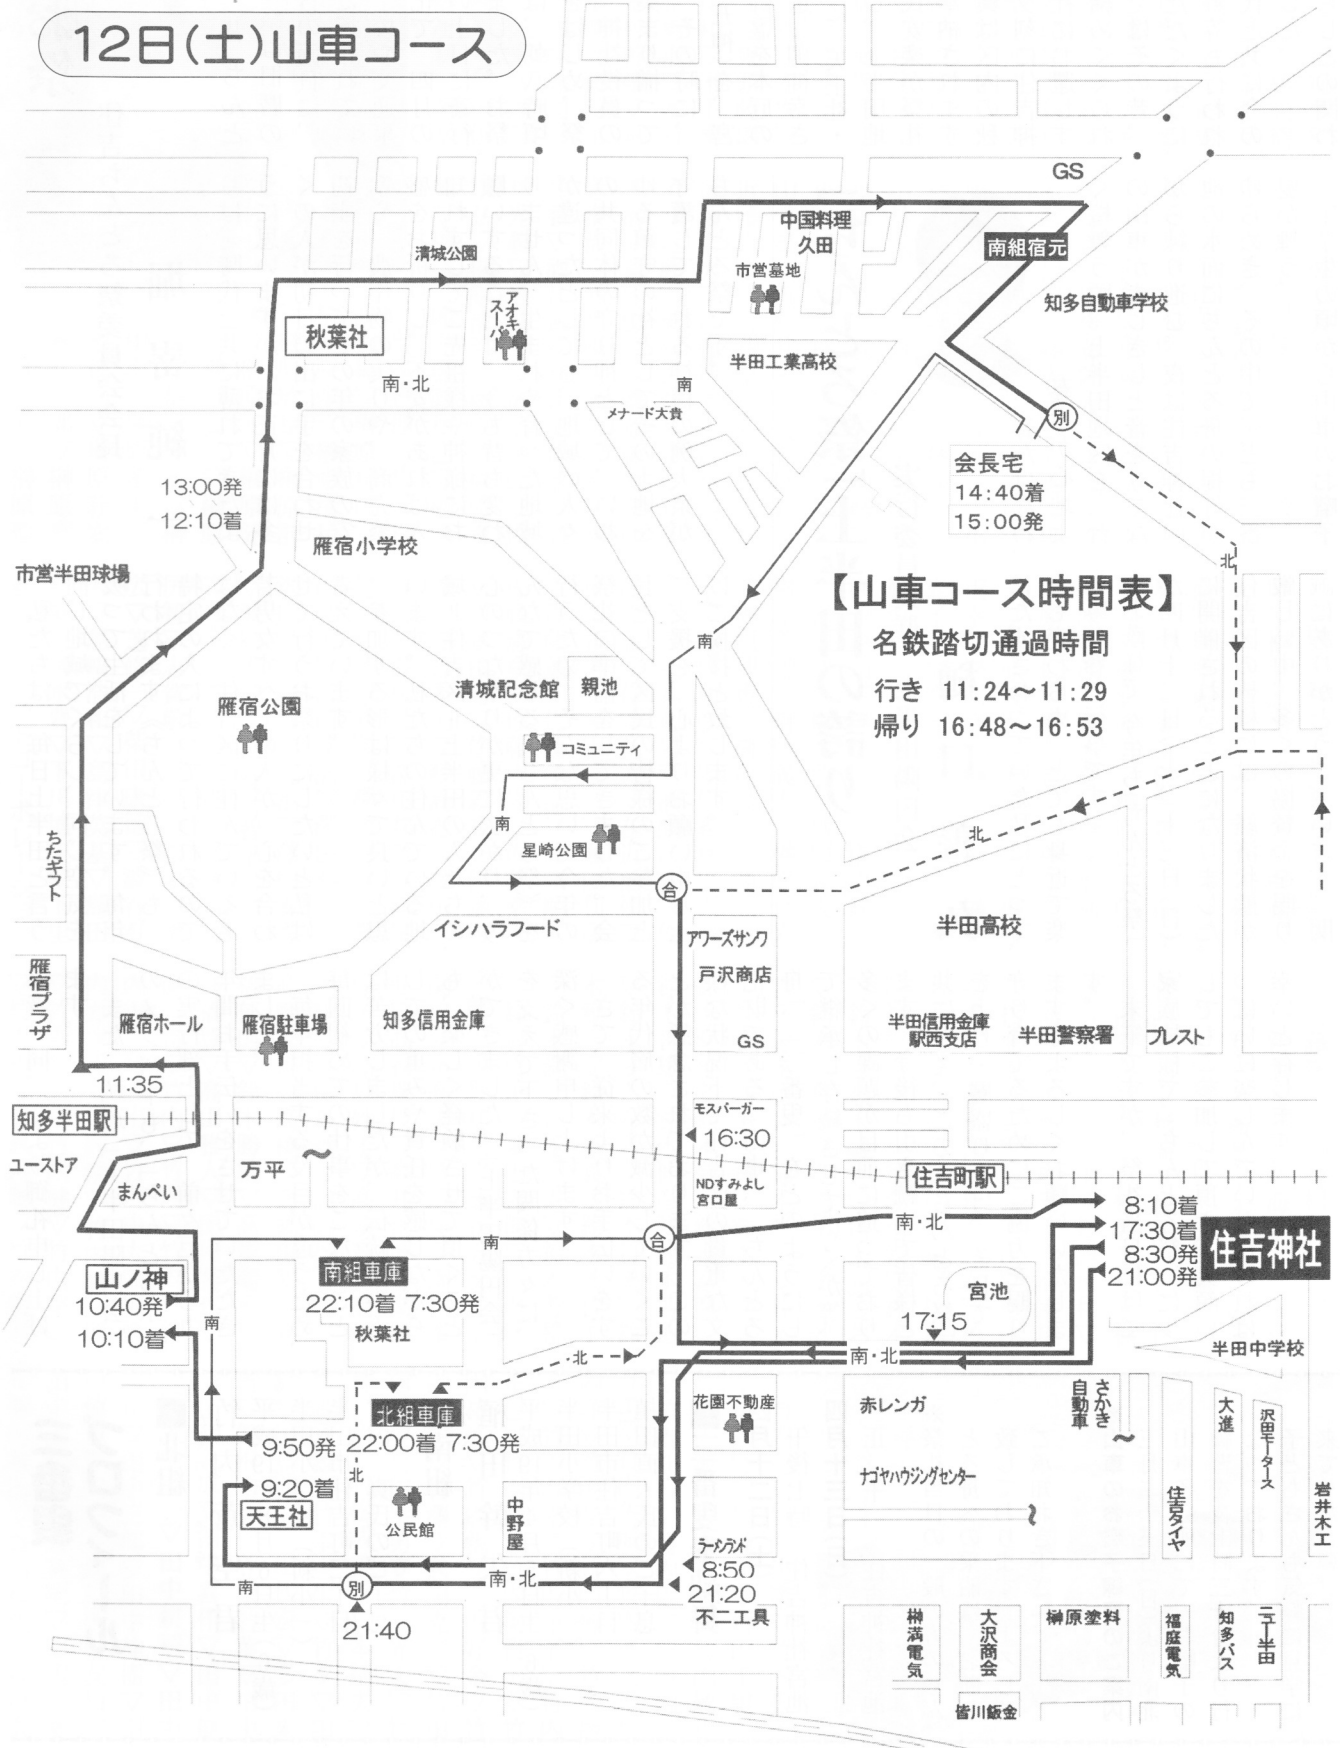 12日(土)山車コース
GS
中国料理
久田
南組宿元
清城公園
市営墓地
知多自動車学校
アオキ
スーパー
秋葉社
半田工業高校
南・北
南
メナード大貴
別
会長宅
14:40着
15:00発
13:00発
12:10着
雁宿小学校
北
市営半田球場
【山車コース時間表】
名鉄踏切通過時間
行き 11:24～11:29
帰り 16:48～16:53
南
清城記念館
親池
雁宿公園
コミュニティ
南
星崎公園
北
ちたギフト
合
イシハラフード
アワーズサンワ
半田高校
戸沢商店
雁宿プラザ
雁宿ホール
雁宿駐車場
知多信用金庫
GS
半田信用金庫
駅西支店
半田警察署
プレスト
11:35
知多半田駅
モスバーガー
16:30
ユーストア
万平
まんぺい
NDすみよし
宮口屋
住吉町駅
8:10着
17:30着
8:30発
21:00発
住吉神社
南・北
合
南
南組車庫
22:10着 7:30発
秋葉社
山ノ神
10:40発
10:10着
南
宮池
17:15
南・北
半田中学校
北
北組車庫
22:00着 7:30発
花園不動産
赤レンガ
さかき
自動車
大進
沢田モータース
9:50発
9:20着
天王社
北
公民館
中野屋
ナゴヤハウジングセンター
住吉タイヤ
岩井木工
ラーメンランド
8:50
21:20
不二工具
南・北
南
別
21:40
榊満電気
大沢商会
榊原塗料
福庭電気
知多バス
ニュー半田
皆川鈑金